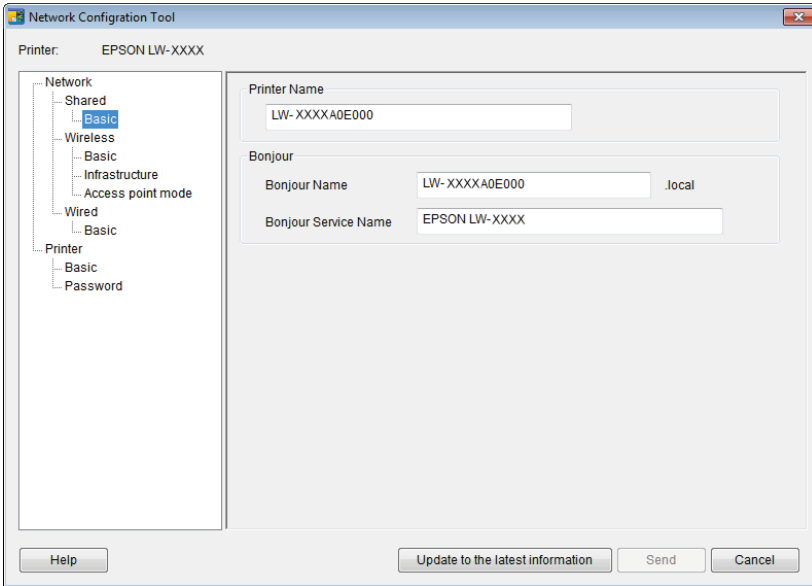 Network Configration Tool
Printer: EPSON LW-XXXX
Network
Shared
Basic
Wireless
Basic
Infrastructure
Access point mode
Wired
Basic
Printer
Basic
Password
Printer Name
LW-XXXXA0E000
Bonjour
Bonjour Name LW-XXXXA0E000 .local
Bonjour Service Name EPSON LW-XXXX
Help Update to the latest information Send Cancel